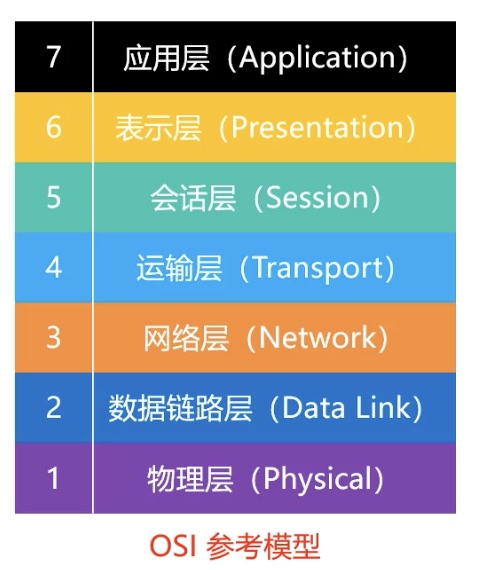 7 应用层（Application）
6 表示层（Presentation）
5 会话层（Session）
4 运输层（Transport）
3 网络层（Network）
2 数据链路层（Data Link）
1 物理层（Physical）
OSI 参考模型